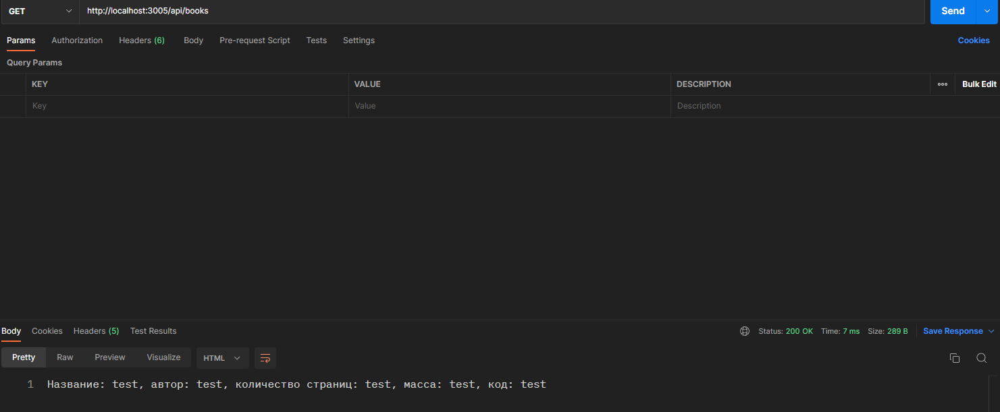 GET http://localhost:3005/api/books Send
Params Authorization Headers (6) Body Pre-request Script Tests Settings Cookies
Query Params
KEY VALUE DESCRIPTION Bulk Edit
Key Value Description
Body Cookies Headers (5) Test Results Status: 200 OK Time: 7 ms Size: 289 B Save Response
Pretty Raw Preview Visualize HTML
1 Название: test, автор: test, количество страниц: test, масса: test, код: test